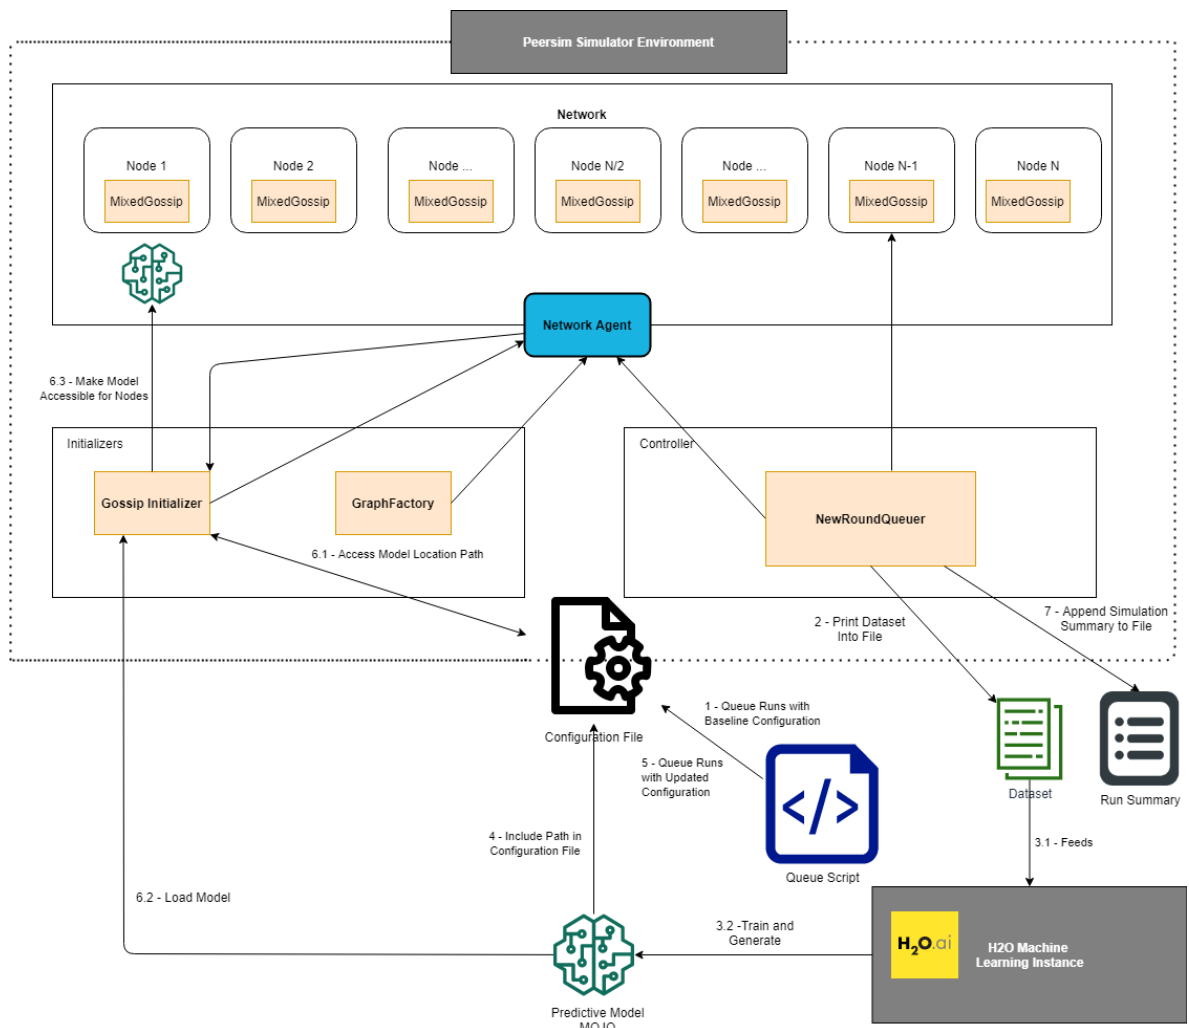 Peersim Simulator Environment
Network
Node 1
Node 2
Node ...
Node N/2
Node ...
Node N-1
Node N
MixedGossip
MixedGossip
MixedGossip
MixedGossip
MixedGossip
MixedGossip
MixedGossip
Network Agent
6.3 - Make Model
Accessible for Nodes
Initializers
Gossip Initializer
GraphFactory
6.1 - Access Model Location Path
Controller
NewRoundQueuer
2 - Print Dataset
Into File
7 - Append Simulation
Summary to File
Configuration File
1 - Queue Runs with
Baseline Configuration
5 - Queue Runs
with Updated
Configuration
</>
Queue Script
Dataset
Run Summary
3.1 - Feeds
4 - Include Path in
Configuration File
6.2 - Load Model
3.2 -Train and
Generate
H2O.ai
H2O Machine
Learning Instance
Predictive Model
MOJO